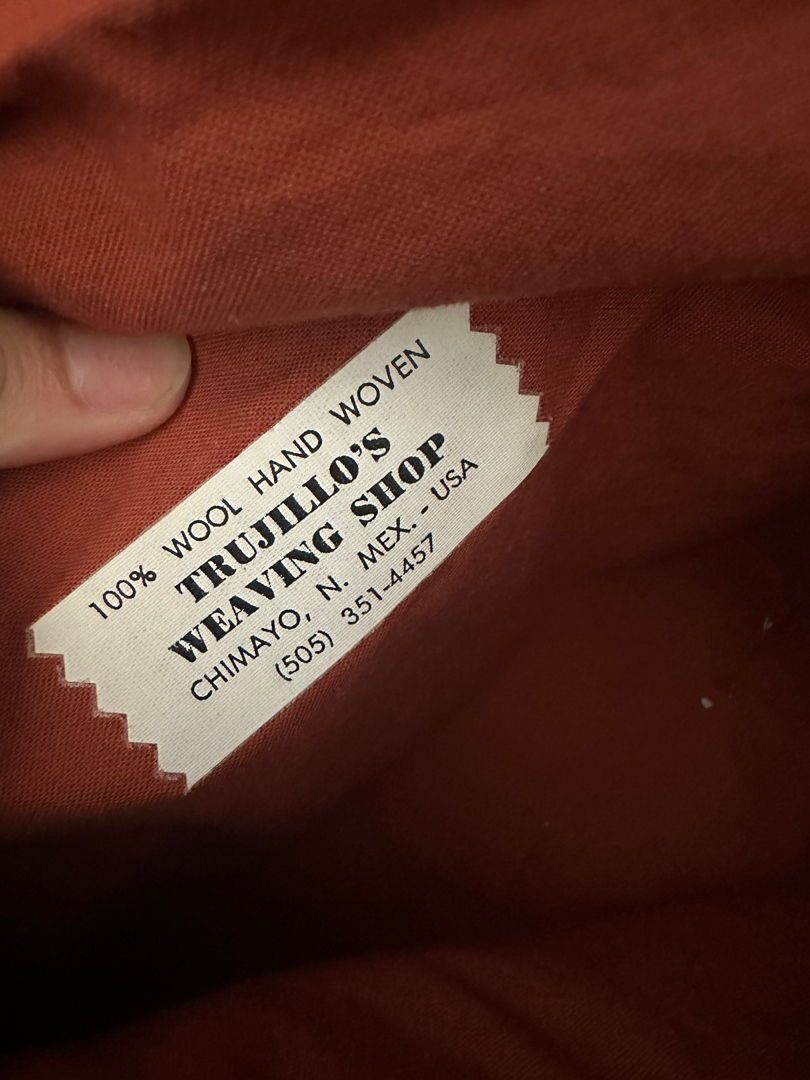 100% WOOL HAND WOVEN
TRUJILLO'S
WEAVING SHOP
CHIMAYO, N. MEX. - USA
(505) 351-4457